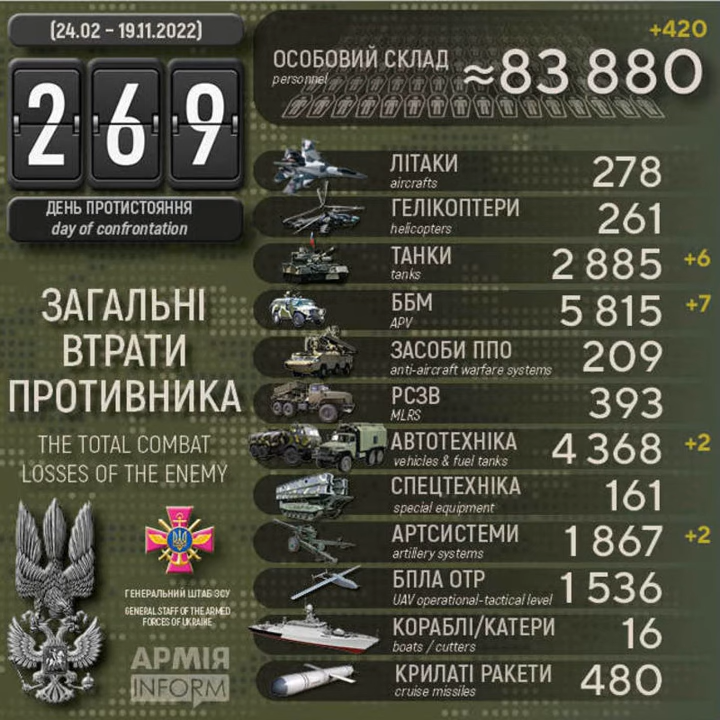 (24.02 – 19.11.2022)
269
ДЕНЬ ПРОТИСТОЯННЯ
day of confrontation
ЗАГАЛЬНІ
ВТРАТИ
ПРОТИВНИКА
THE TOTAL COMBAT
LOSSES OF THE ENEMY
ГЕНЕРАЛЬНИЙ ШТАБ ЗСУ
GENERAL STAFF OF THE ARMED
FORCES OF UKRAINE
АРМІЯ
INFORM
+420
ОСОБОВИЙ СКЛАД ≈83 880
personnel
ЛІТАКИ 278
aircrafts
ГЕЛІКОПТЕРИ 261
helicopters
ТАНКИ 2 885 +6
tanks
ББМ 5 815 +7
APV
ЗАСОБИ ППО 209
anti-aircraft warfare systems
РСЗВ 393
MLRS
АВТОТЕХНІКА 4 368 +2
vehicles & fuel tanks
СПЕЦТЕХНІКА 161
special equipment
АРТСИСТЕМИ 1 867 +2
artillery systems
БПЛА ОТР 1 536
UAV operational-tactical level
КОРАБЛІ/КАТЕРИ 16
boats / cutters
КРИЛАТІ РАКЕТИ 480
cruise missiles